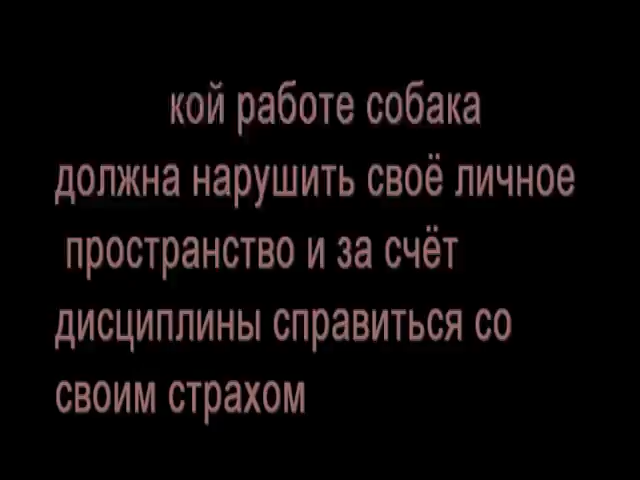 кой работе собака
должна нарушить своё личное
пространство и за счёт
дисциплины справиться со
своим страхом